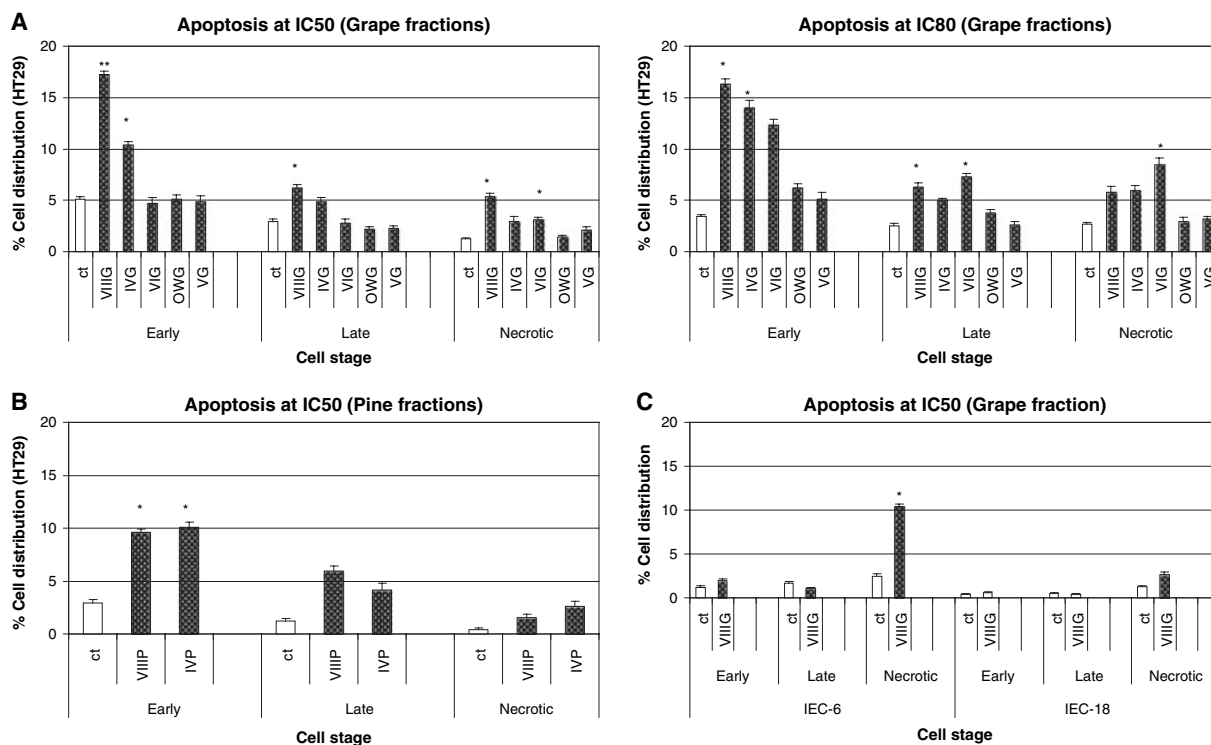 A
Apoptosis at IC50 (Grape fractions)
% Cell distribution (HT29)
20
15
10
5
0
** * * * *
ct VIIIG IVG VIG OWG VG ct VIIIG IVG VIG OWG VG ct VIIIG IVG VIG OWG VG
Early Late Necrotic
Cell stage
Apoptosis at IC80 (Grape fractions)
% Cell distribution (HT29)
20
15
10
5
0
* * * * *
ct VIIIG IVG VIG OWG VG ct VIIIG IVG VIG OWG VG ct VIIIG IVG VIG OWG VG
Early Late Necrotic
Cell stage
B
Apoptosis at IC50 (Pine fractions)
% Cell distribution (HT29)
20
15
10
5
0
* *
ct VIIIP IVP ct VIIIP IVP ct VIIIP IVP
Early Late Necrotic
Cell stage
C
Apoptosis at IC50 (Grape fraction)
% Cell distribution
20
15
10
5
0
*
ct VIIIG ct VIIIG ct VIIIG ct VIIIG ct VIIIG ct VIIIG
Early Late Necrotic Early Late Necrotic
IEC-6 IEC-18
Cell stage